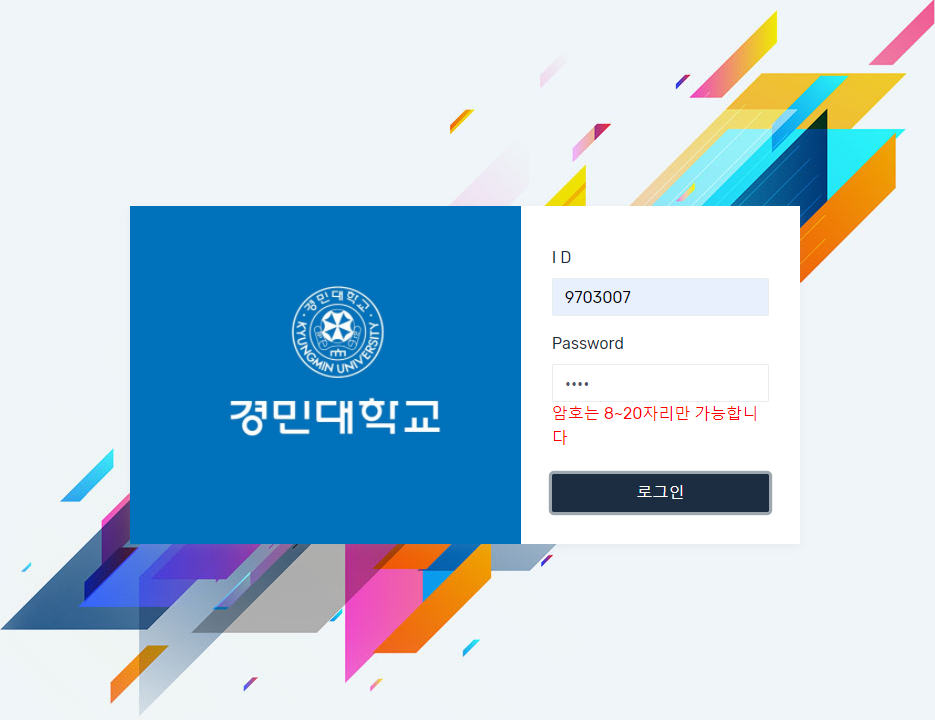 · 경민대학교 ·
KYUNGMIN UNIVERSITY
경민대학교
I D
9703007
Password
••••
암호는 8~20자리만 가능합니
다
로그인